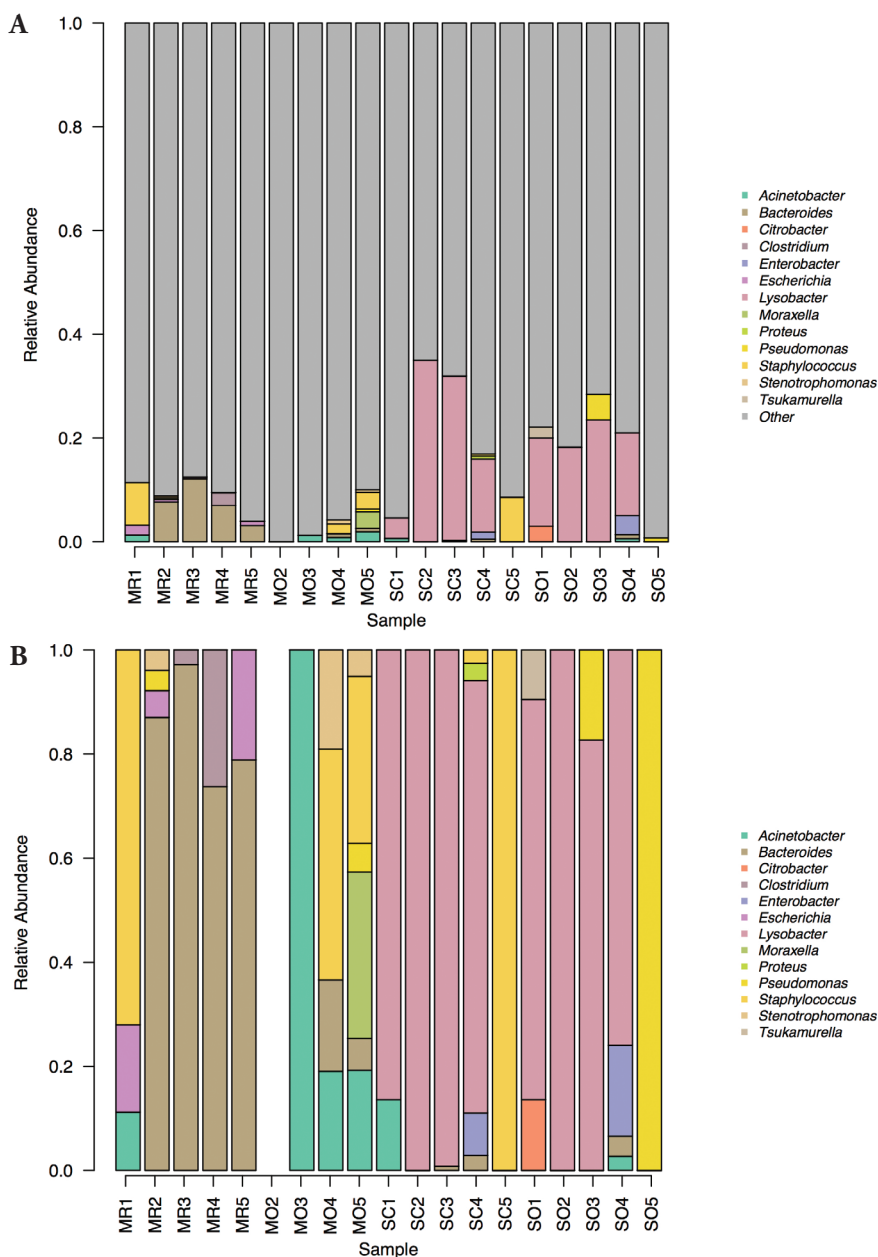 A
1.0
0.8
0.6
0.4
0.2
0.0
Relative Abundance
MR1 MR2 MR3 MR4 MR5 MO2 MO3 MO4 MO5 SC1 SC2 SC3 SC4 SC5 SO1 SO2 SO3 SO4 SO5
Sample
Acinetobacter
Bacteroides
Citrobacter
Clostridium
Enterobacter
Escherichia
Lysobacter
Moraxella
Proteus
Pseudomonas
Staphylococcus
Stenotrophomonas
Tsukamurella
Other
B
1.0
0.8
0.6
0.4
0.2
0.0
Relative Abundance
MR1 MR2 MR3 MR4 MR5 MO2 MO3 MO4 MO5 SC1 SC2 SC3 SC4 SC5 SO1 SO2 SO3 SO4 SO5
Sample
Acinetobacter
Bacteroides
Citrobacter
Clostridium
Enterobacter
Escherichia
Lysobacter
Moraxella
Proteus
Pseudomonas
Staphylococcus
Stenotrophomonas
Tsukamurella